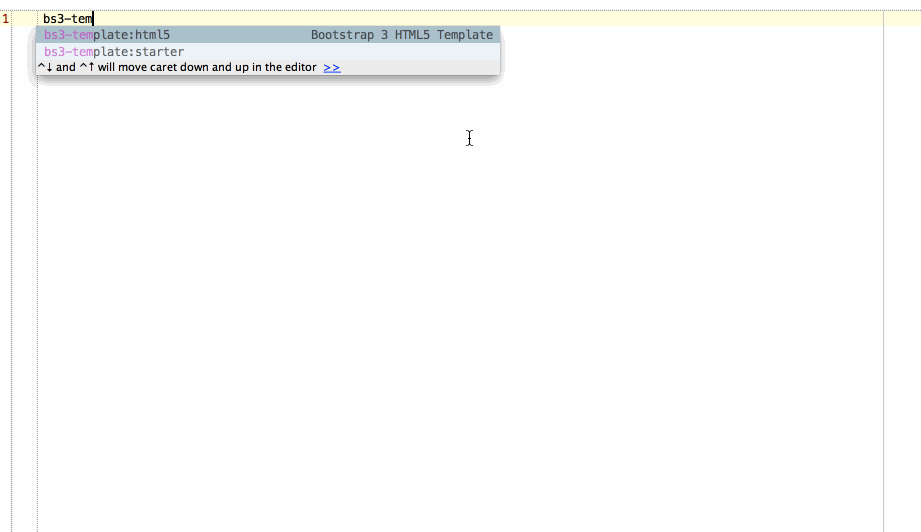 1 bs3-tem
bs3-template:html5 Bootstrap 3 HTML5 Template
bs3-template:starter
^↓ and ^↑ will move caret down and up in the editor >>